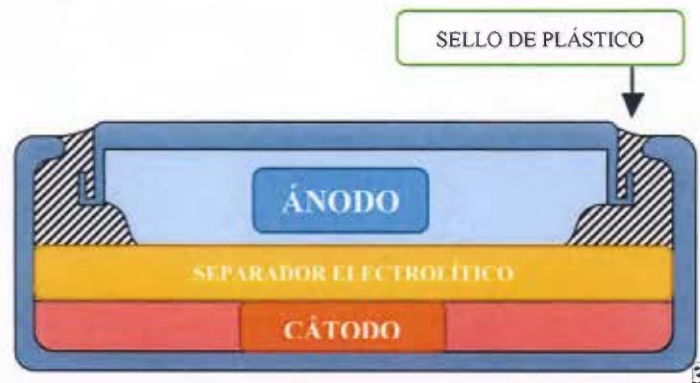 SELLO DE PLÁSTICO
ÁNODO
SEPARADOR ELECTROLÍTICO
CÁTODO